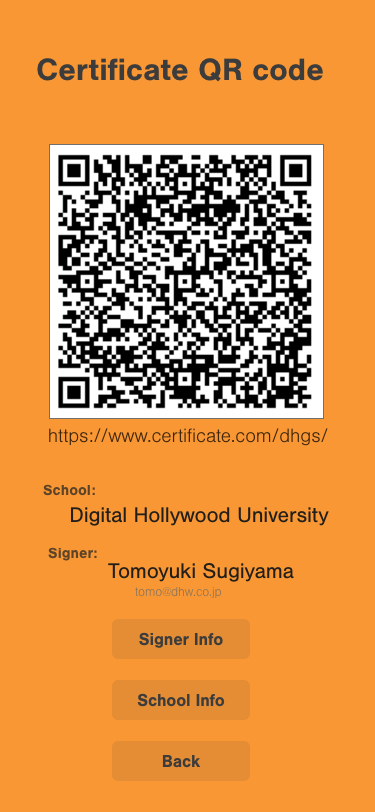 Certificate QR code
https://www.certificate.com/dhgs/
School:
Digital Hollywood University
Signer:
Tomoyuki Sugiyama
tomo@dhw.co.jp
Signer Info
School Info
Back